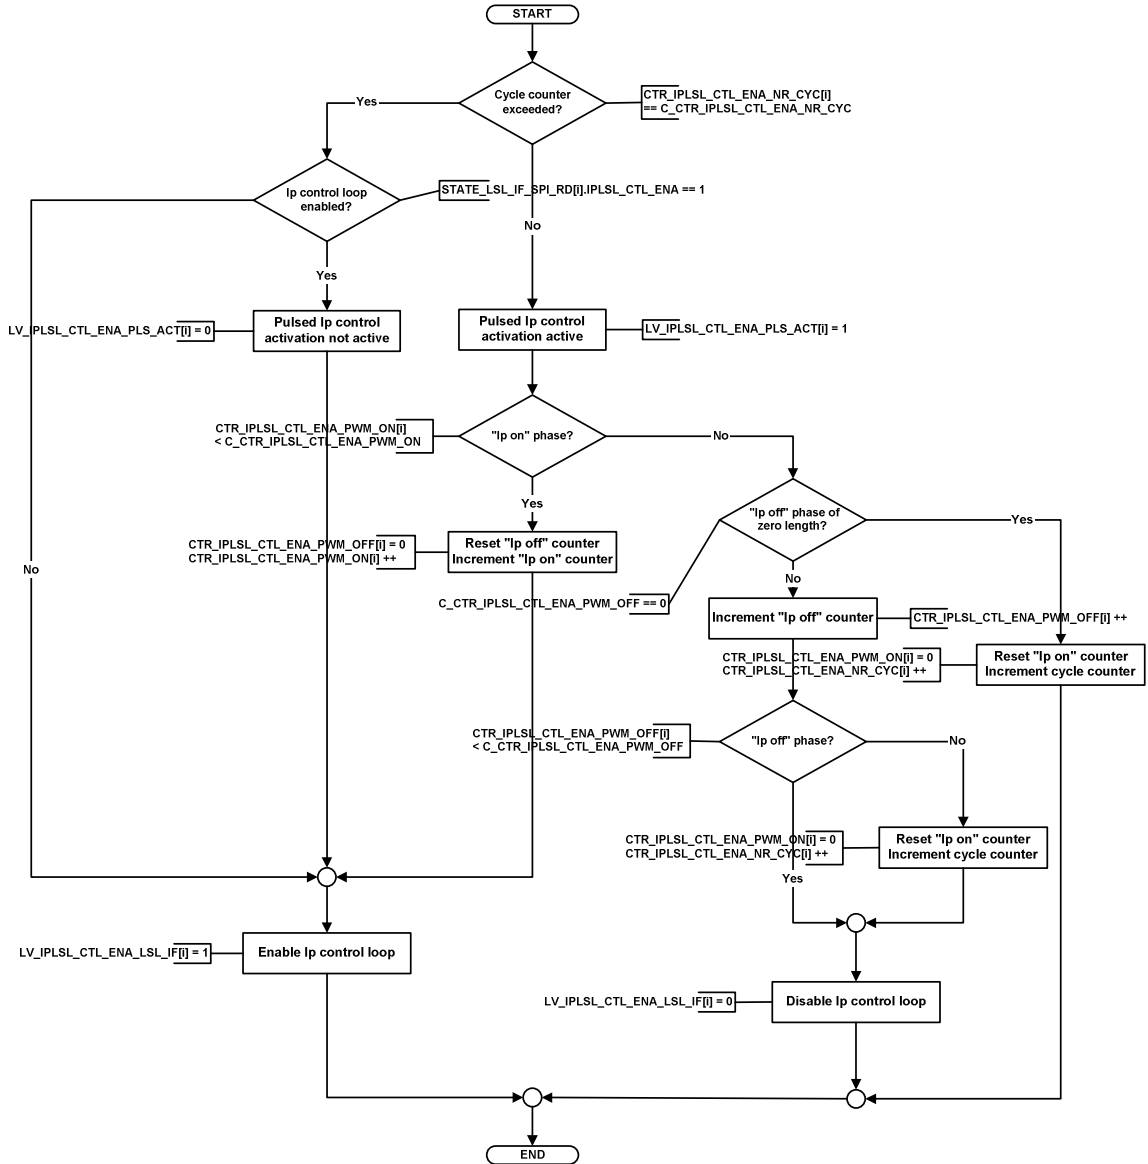 START
Cycle counter
exceeded?
CTR_IPLSL_CTL_ENA_NR_CYC[i]
== C_CTR_IPLSL_CTL_ENA_NR_CYC
Yes
Ip control loop
enabled?
STATE_LSL_IF_SPI_RD[i].IPLSL_CTL_ENA == 1
No
Yes
LV_IPLSL_CTL_ENA_PLS_ACT[i] = 0
Pulsed Ip control
activation not active
Pulsed Ip control
activation active
LV_IPLSL_CTL_ENA_PLS_ACT[i] = 1
CTR_IPLSL_CTL_ENA_PWM_ON[i]
< C_CTR_IPLSL_CTL_ENA_PWM_ON
"Ip on" phase?
No
Yes
"Ip off" phase of
zero length?
Yes
CTR_IPLSL_CTL_ENA_PWM_OFF[i] = 0
CTR_IPLSL_CTL_ENA_PWM_ON[i] ++
Reset "Ip off" counter
Increment "Ip on" counter
No
No
C_CTR_IPLSL_CTL_ENA_PWM_OFF == 0
Increment "Ip off" counter
CTR_IPLSL_CTL_ENA_PWM_OFF[i] ++
CTR_IPLSL_CTL_ENA_PWM_ON[i] = 0
CTR_IPLSL_CTL_ENA_NR_CYC[i] ++
Reset "Ip on" counter
Increment cycle counter
CTR_IPLSL_CTL_ENA_PWM_OFF[i]
< C_CTR_IPLSL_CTL_ENA_PWM_OFF
"Ip off" phase?
No
CTR_IPLSL_CTL_ENA_PWM_ON[i] = 0
CTR_IPLSL_CTL_ENA_NR_CYC[i] ++
Reset "Ip on" counter
Increment cycle counter
Yes
LV_IPLSL_CTL_ENA_LSL_IF[i] = 1
Enable Ip control loop
LV_IPLSL_CTL_ENA_LSL_IF[i] = 0
Disable Ip control loop
END